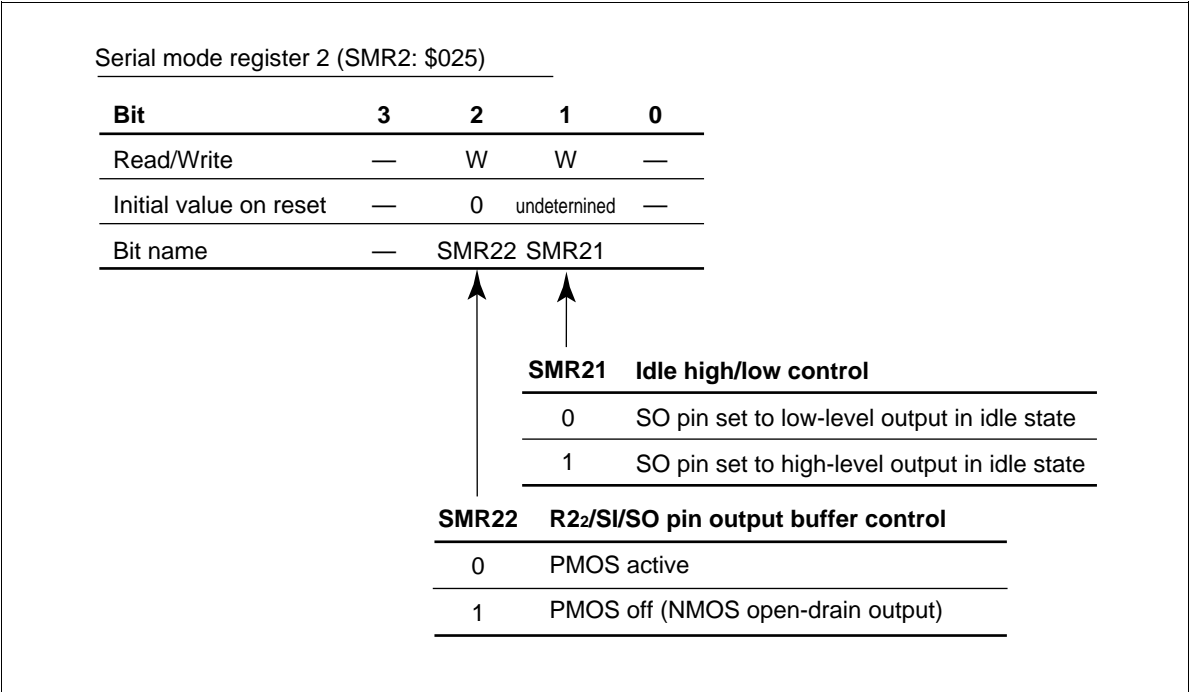 Serial mode register 2 (SMR2: $025)
Bit 3 2 1 0
Read/Write — W W —
Initial value on reset — 0 undeternined —
Bit name — SMR22 SMR21
SMR21 Idle high/low control
0 SO pin set to low-level output in idle state
1 SO pin set to high-level output in idle state
SMR22 R2₂/SI/SO pin output buffer control
0 PMOS active
1 PMOS off (NMOS open-drain output)